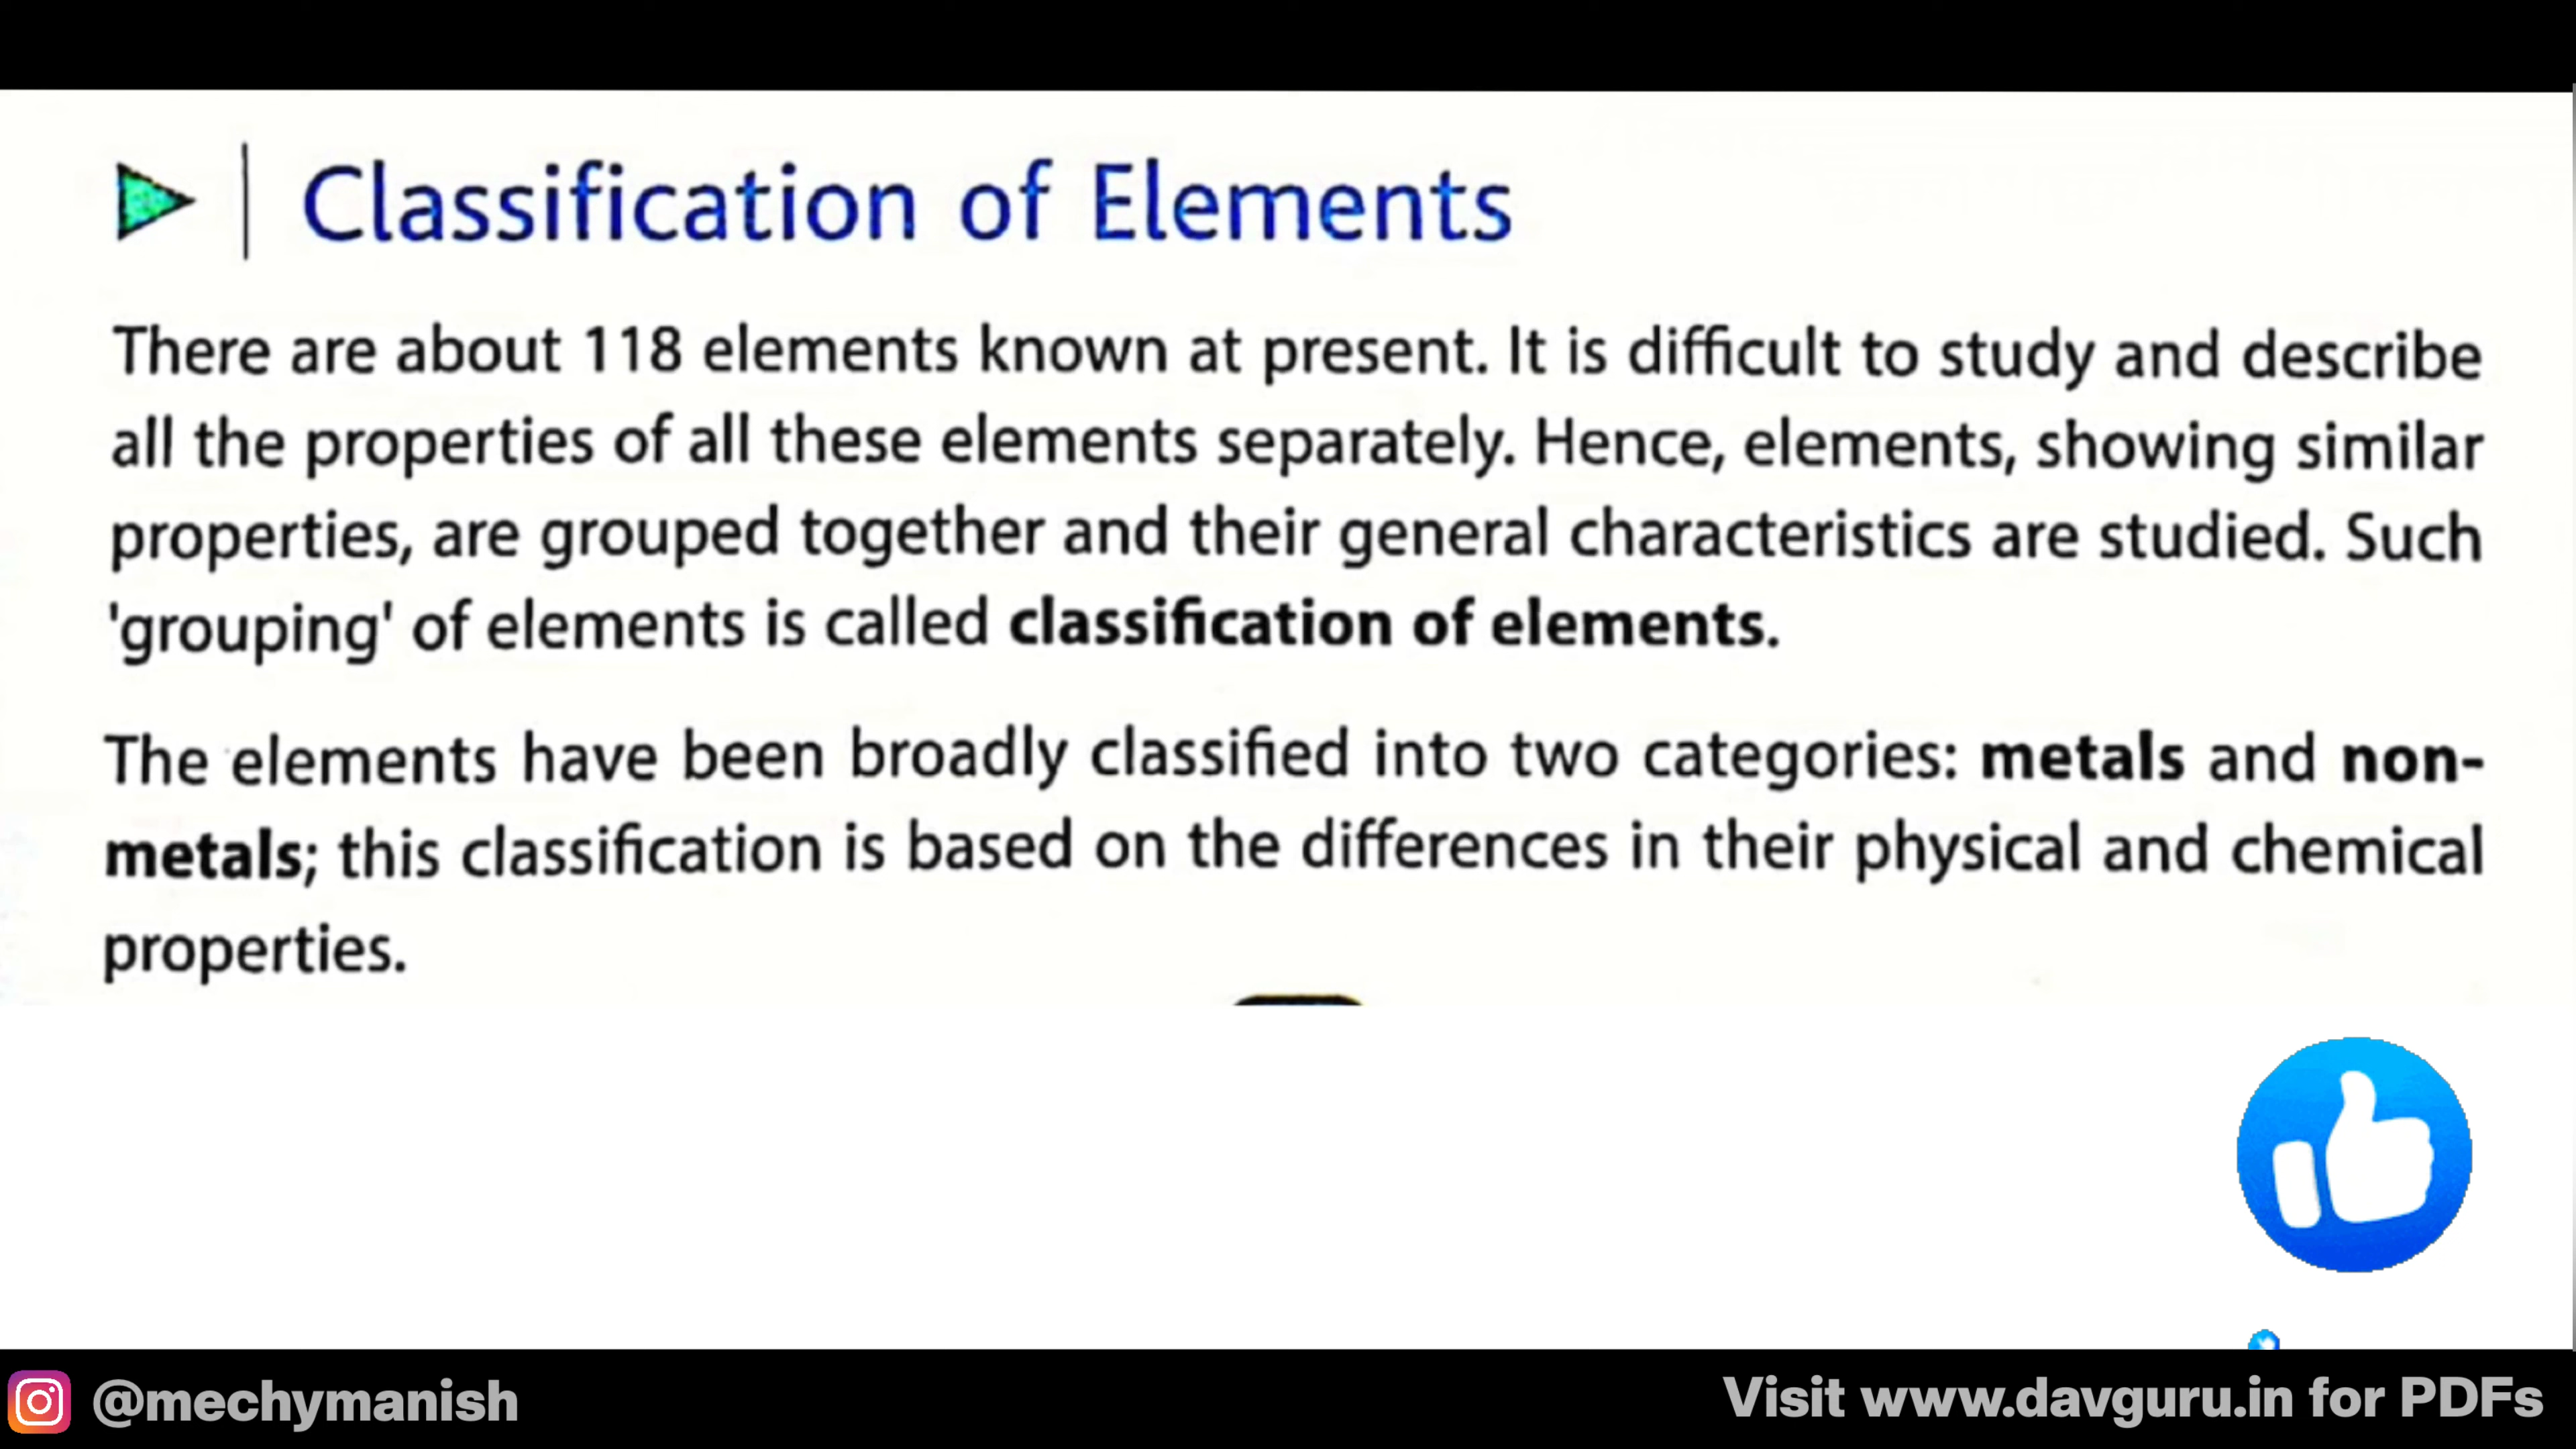 Classification of Elements
There are about 118 elements known at present. It is difficult to study and describe
all the properties of all these elements separately. Hence, elements, showing similar
properties, are grouped together and their general characteristics are studied. Such
'grouping' of elements is called classification of elements.
The elements have been broadly classified into two categories: metals and non-
metals; this classification is based on the differences in their physical and chemical
properties.
@mechymanish
Visit www.davguru.in for PDFs